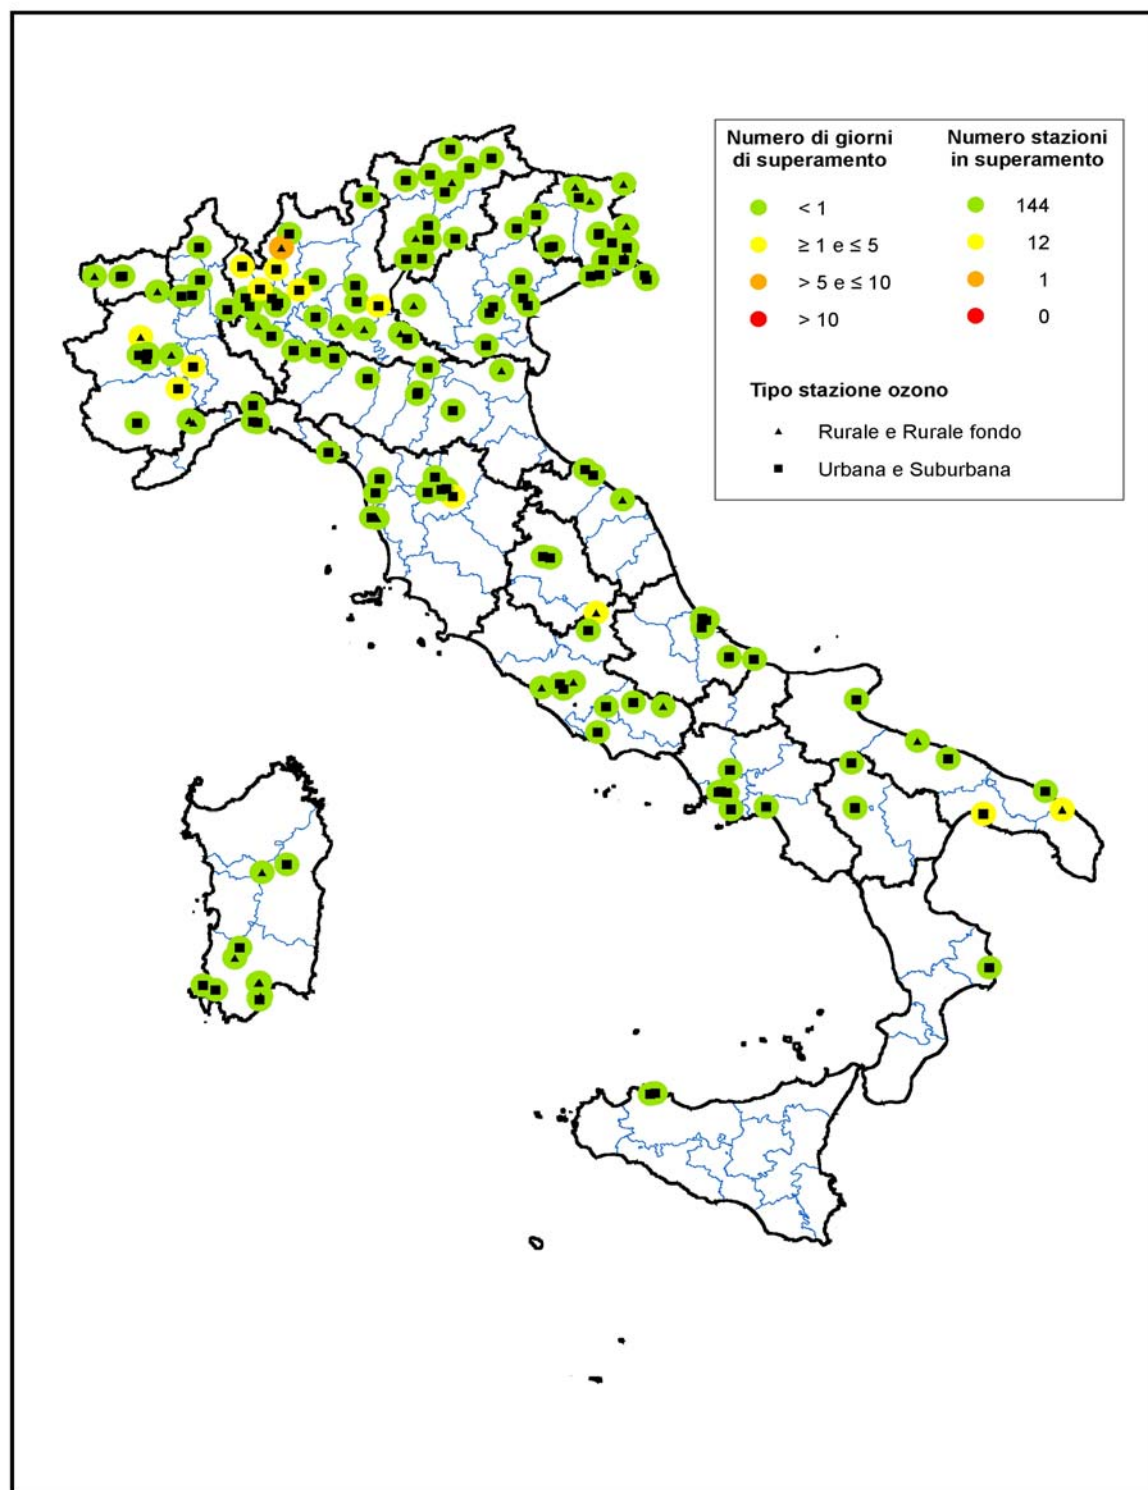 Numero di giorni di superamento
Numero stazioni in superamento
< 1 144
≥ 1 e ≤ 5 12
> 5 e ≤ 10 1
> 10 0
Tipo stazione ozono
Rurale e Rurale fondo
Urbana e Suburbana